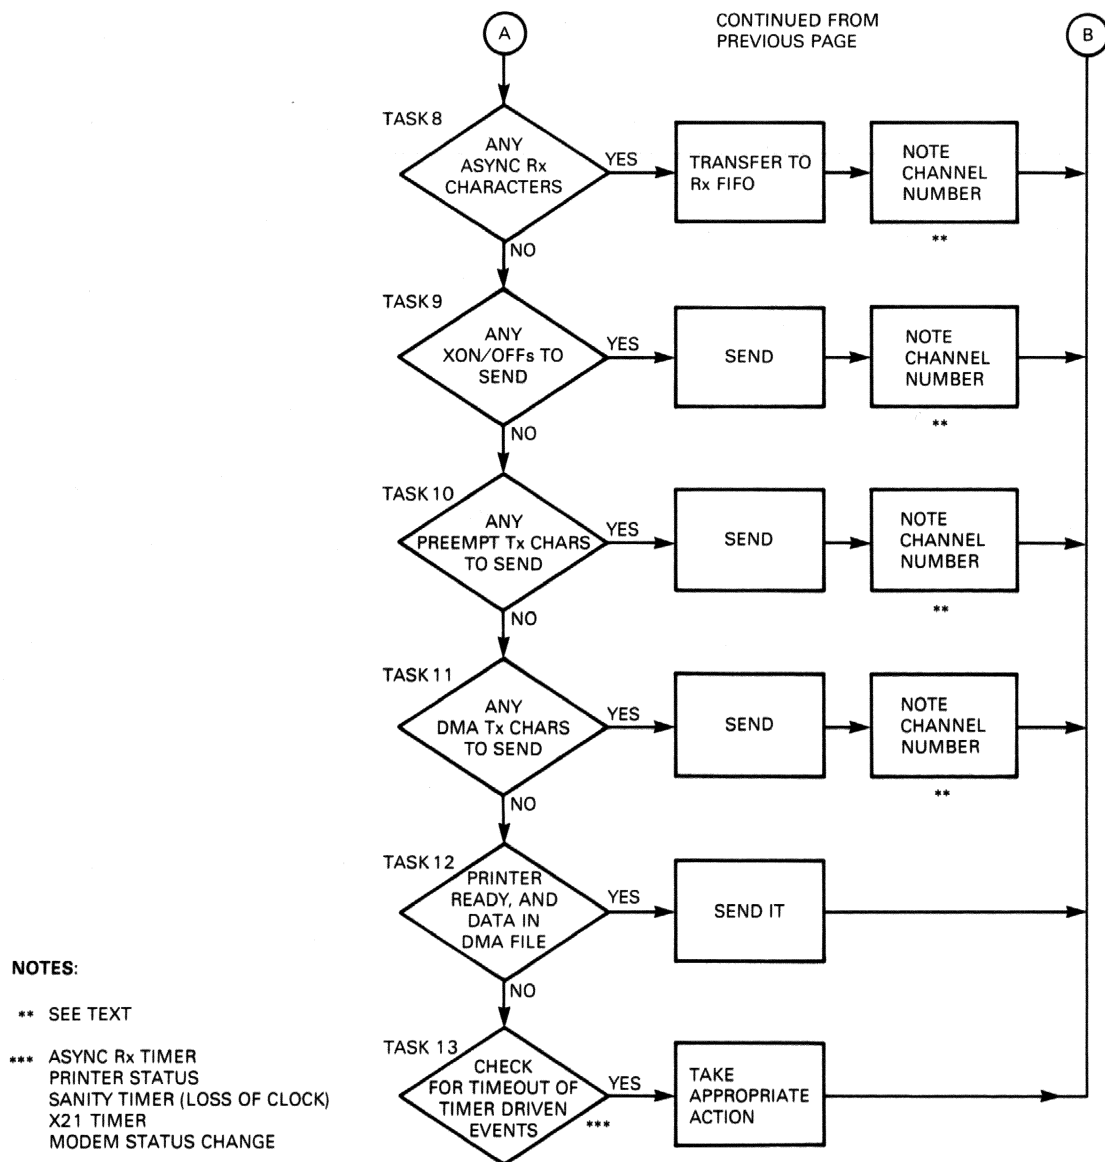 A
CONTINUED FROM
PREVIOUS PAGE
B
TASK 8
ANY
ASYNC Rx
CHARACTERS
YES
TRANSFER TO
Rx FIFO
NOTE
CHANNEL
NUMBER
**
NO
TASK 9
ANY
XON/OFFs TO
SEND
YES
SEND
NOTE
CHANNEL
NUMBER
**
NO
TASK 10
ANY
PREEMPT Tx CHARS
TO SEND
YES
SEND
NOTE
CHANNEL
NUMBER
**
NO
TASK 11
ANY
DMA Tx CHARS
TO SEND
YES
SEND
NOTE
CHANNEL
NUMBER
**
NO
TASK 12
PRINTER
READY, AND
DATA IN
DMA FILE
YES
SEND IT
NO
TASK 13
CHECK
FOR TIMEOUT OF
TIMER DRIVEN
EVENTS
***
YES
TAKE
APPROPRIATE
ACTION
NOTES:
** SEE TEXT
*** ASYNC Rx TIMER
PRINTER STATUS
SANITY TIMER (LOSS OF CLOCK)
X21 TIMER
MODEM STATUS CHANGE